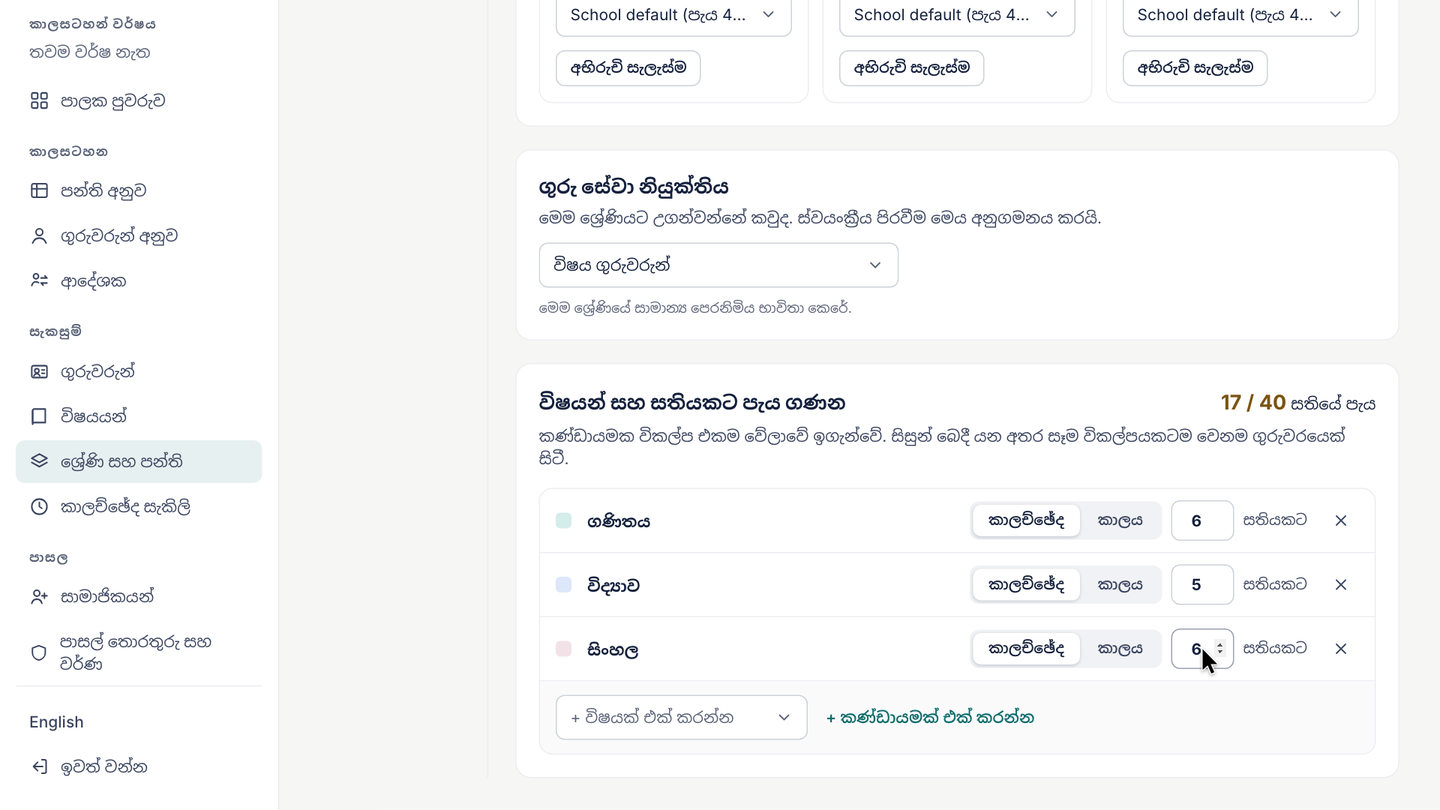 කාලසටහන් වර්ෂය
තවම වර්ෂ නැත
පාලක පුවරුව
කාලසටහන
පන්ති අනුව
ගුරුවරුන් අනුව
ආදේශක
සැකසුම්
ගුරුවරුන්
විෂයයන්
ශ්‍රේණි සහ පන්ති
කාලච්ඡේද සැකිලි
පාසල
සාමාජිකයන්
පාසල් තොරතුරු සහ
වර්ණ
English
ඉවත් වන්න
School default (පැය 4... School default (පැය 4... School default (පැය 4...
අභිරුචි සැලැස්ම අභිරුචි සැලැස්ම අභිරුචි සැලැස්ම
ගුරු සේවා නියුක්තිය
මෙම ශ්‍රේණියට උගන්වන්නේ කවුද. ස්වයංක්‍රීය පිරවීම මෙය අනුගමනය කරයි.
විෂය ගුරුවරුන්
මෙම ශ්‍රේණියේ සාමාන්‍ය පෙරනිමිය භාවිතා කෙරේ.
විෂයන් සහ සතියකට පැය ගණන 17 / 40 සතියේ පැය
කණ්ඩායමක විකල්ප එකම වේලාවේ ඉගැන්වේ. සිසුන් බෙදී යන අතර සෑම විකල්පයකටම වෙනම ගුරුවරයෙක්
සිටී.
ගණිතය කාලච්ඡේද කාලය 6 සතියකට
විද්‍යාව කාලච්ඡේද කාලය 5 සතියකට
සිංහල කාලච්ඡේද කාලය 6 සතියකට
+ විෂයක් එක් කරන්න + කණ්ඩායමක් එක් කරන්න